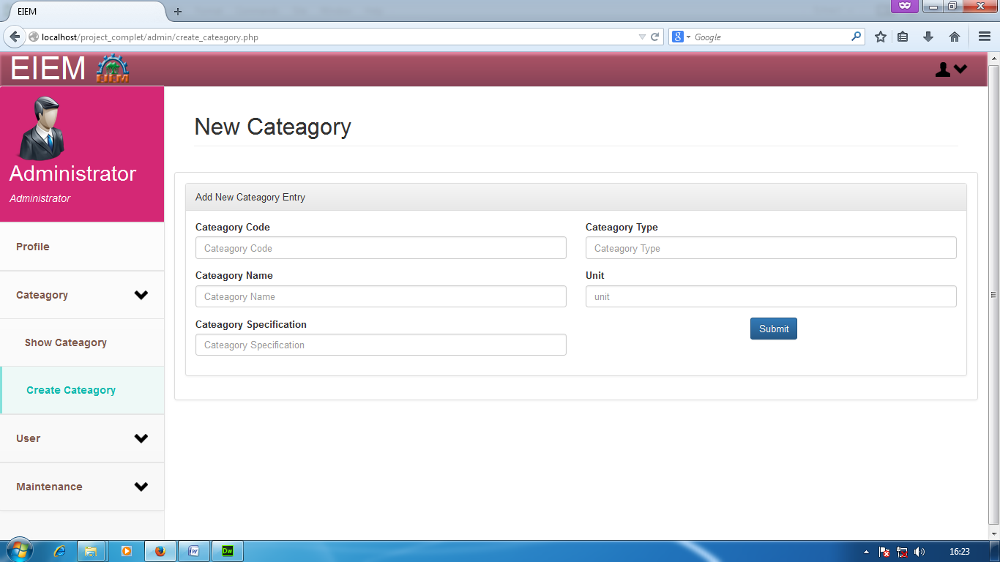 EIEM
localhost/project_complet/admin/create_cateagory.php
8
Google
EIEM
EIEM
Administrator
Administrator
Profile
Cateagory
Show Cateagory
Create Cateagory
User
Maintenance
New Cateagory
Add New Cateagory Entry
Cateagory Code
Cateagory Code
Cateagory Type
Cateagory Type
Cateagory Name
Cateagory Name
Unit
unit
Cateagory Specification
Cateagory Specification
Submit
W
Dw
16:23